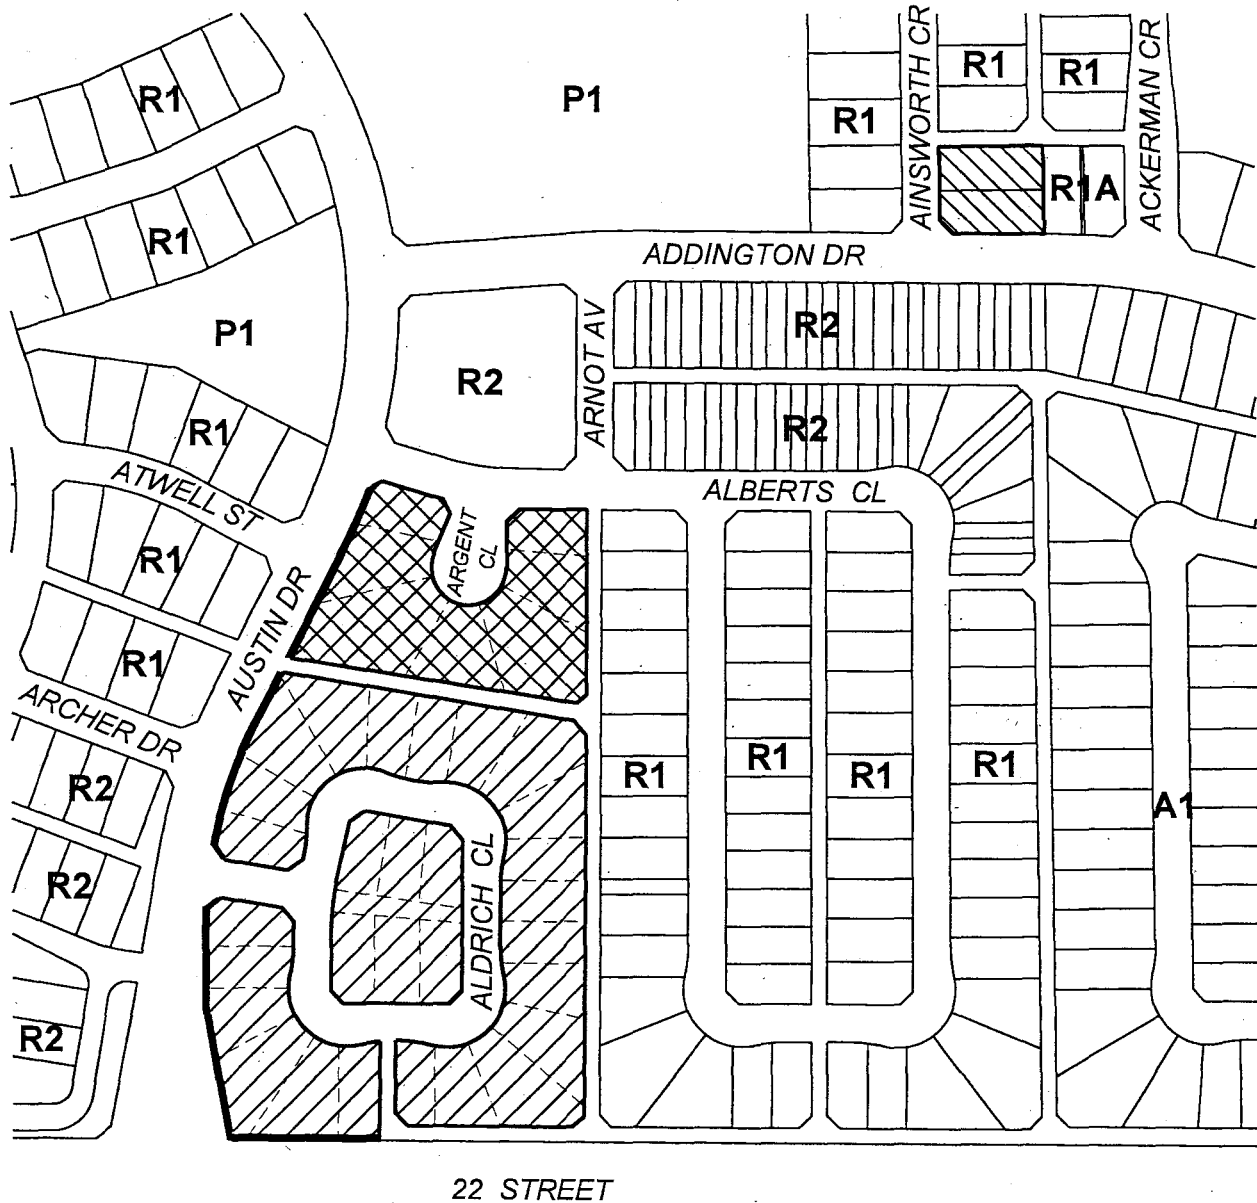 R1
P1
R1
R1
R1
AINSWORTH CR
ACKERMAN CR
R1
R1A
ADDINGTON DR
P1
R2
R2
ARNOT AV
R1
R2
ATWELL ST
ALBERTS CL
ARGENT
CL
R1
AUSTIN DR
R1
ARCHER DR
R2
R1
R1
R1
R1
A1
R2
ALDRICH CL
R2
22 STREET